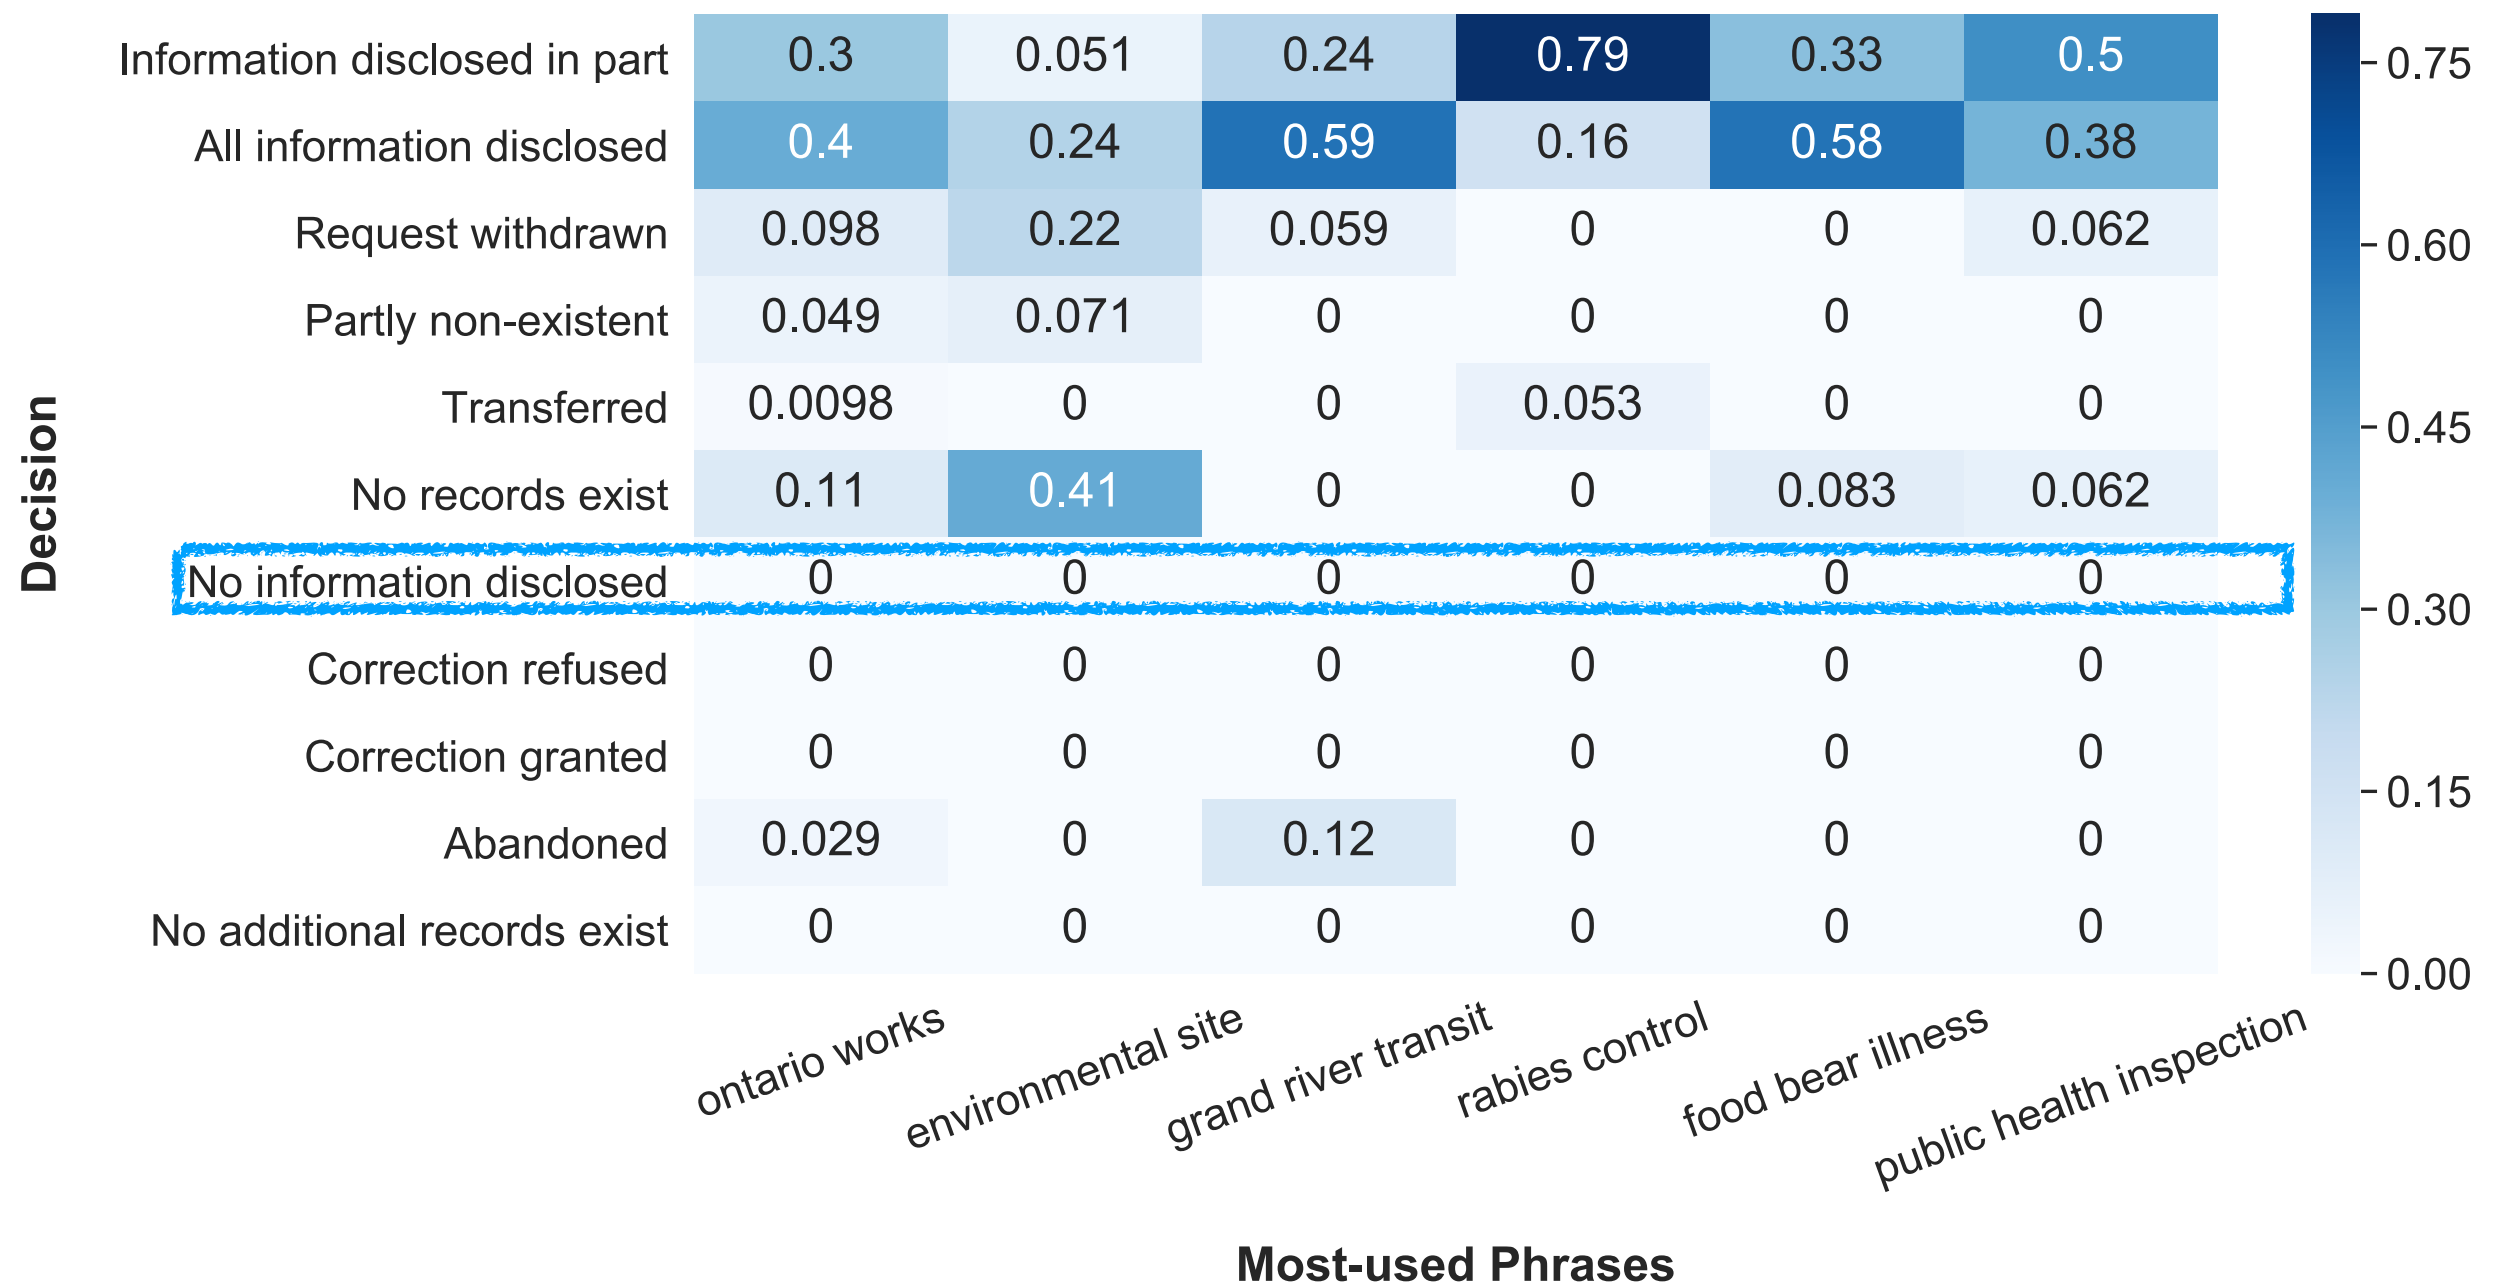 Information disclosed in part 0.3 0.051 0.24 0.79 0.33 0.5
All information disclosed 0.4 0.24 0.59 0.16 0.58 0.38
Request withdrawn 0.098 0.22 0.059 0 0 0.062
Partly non-existent 0.049 0.071 0 0 0 0
Transferred 0.0098 0 0 0.053 0 0
No records exist 0.11 0.41 0 0 0.083 0.062
No information disclosed 0 0 0 0 0 0
Correction refused 0 0 0 0 0 0
Correction granted 0 0 0 0 0 0
Abandoned 0.029 0 0.12 0 0 0
No additional records exist 0 0 0 0 0 0
Decision
ontario works
environmental site
grand river transit
rabies control
food bear illness
public health inspection
Most-used Phrases
0.75
0.60
0.45
0.30
0.15
0.00